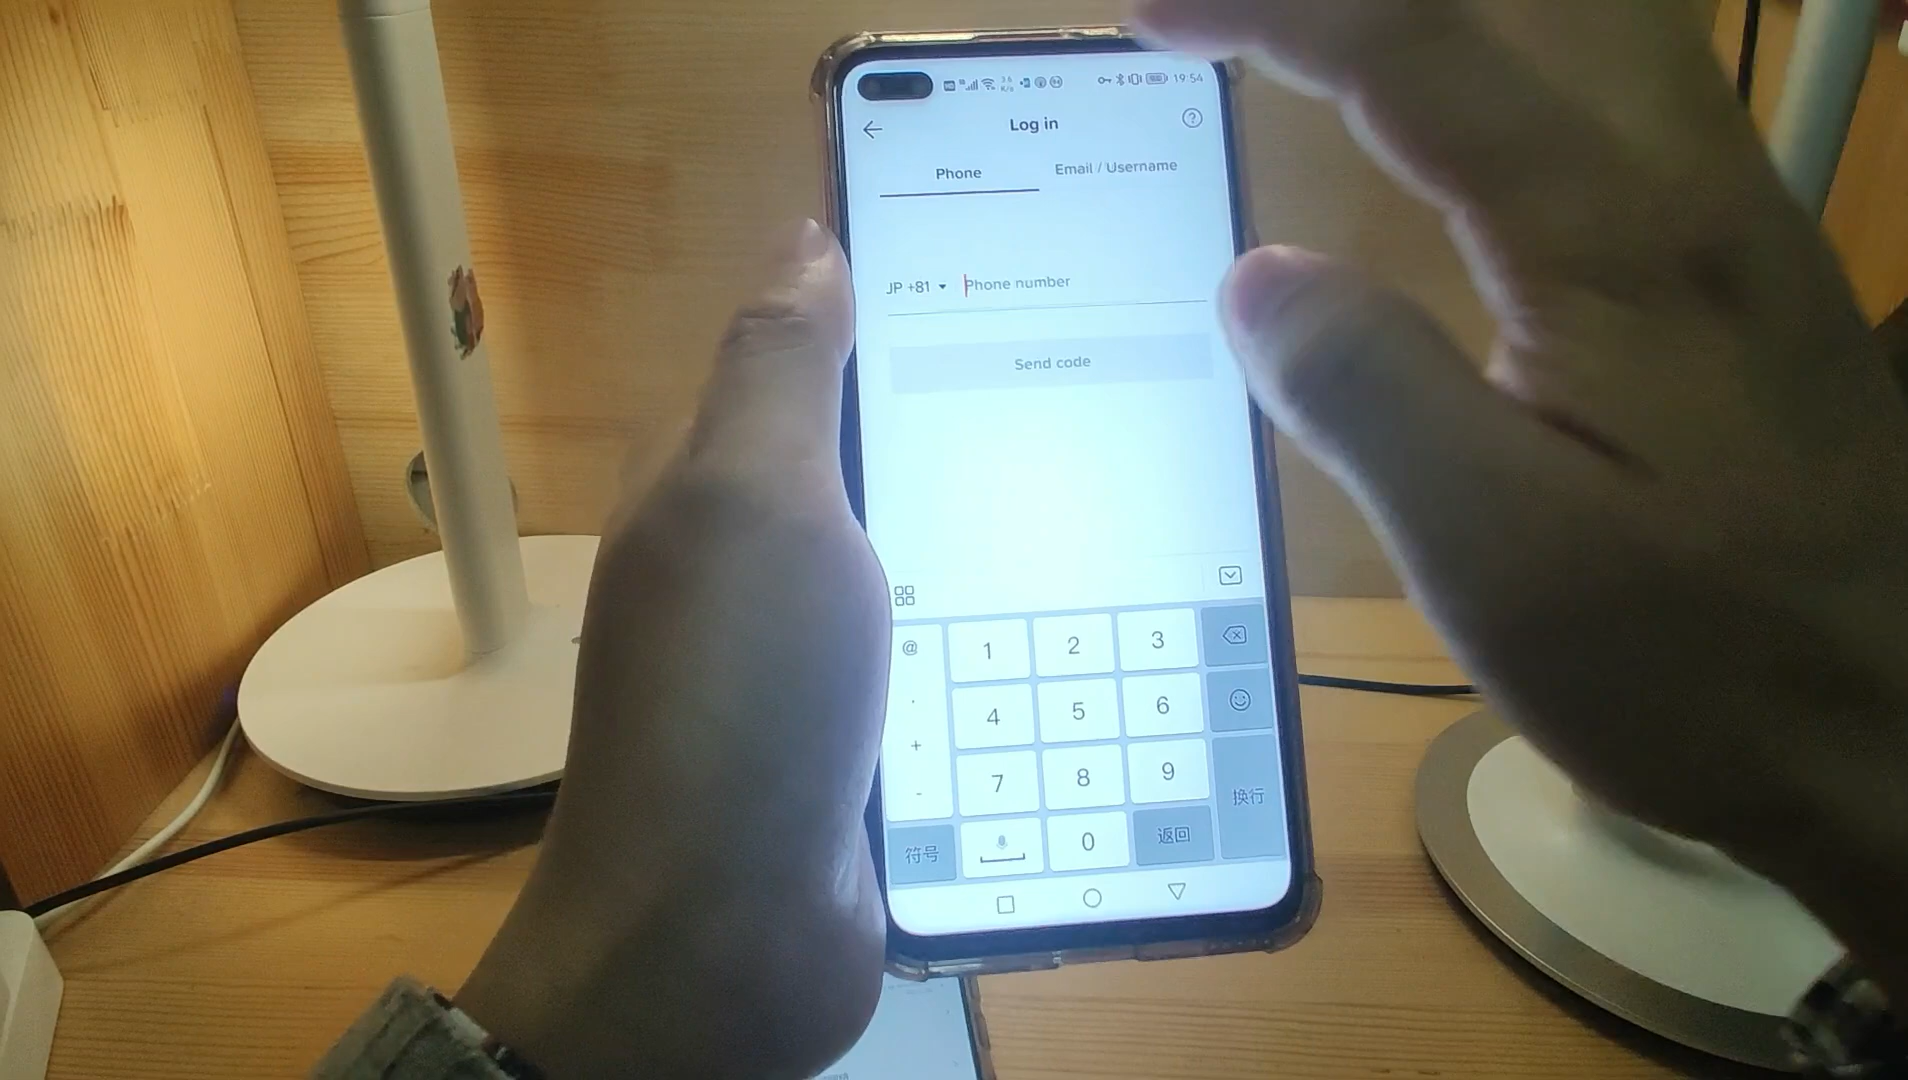 19:54
Log in
Phone
Email / Username
JP +81
Phone number
Send code
@
1
2
3
.
4
5
6
+
7
8
9
-
换行
符号
0
返回